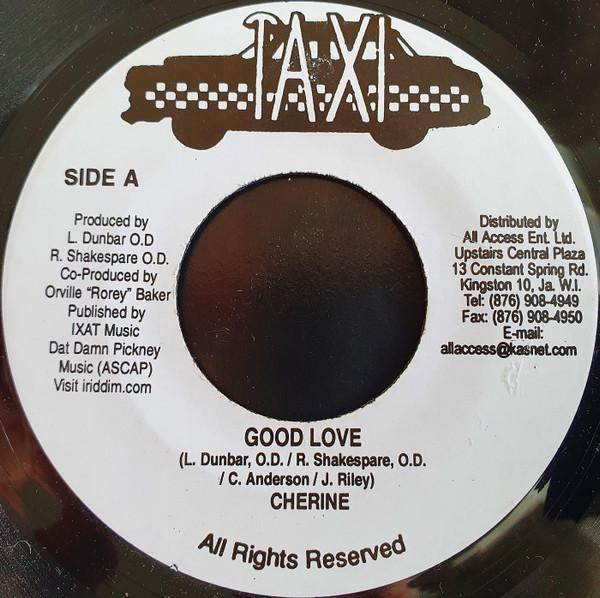 TAXI
SIDE A
Produced by
L. Dunbar O.D
R. Shakespare O.D.
Co-Produced by
Orville "Rorey" Baker
Published by
IXAT Music
Dat Damn Pickney
Music (ASCAP)
Visit iriddim.com
Distributed by
All Access Ent. Ltd.
Upstairs Central Plaza
13 Constant Spring Rd.
Kingston 10, Ja. W.I.
Tel: (876) 908-4949
Fax: (876) 908-4950
E-mail:
allaccess@kasnet.com
GOOD LOVE
(L. Dunbar, O.D. / R. Shakespare, O.D.
/ C. Anderson / J. Riley)
CHERINE
All Rights Reserved